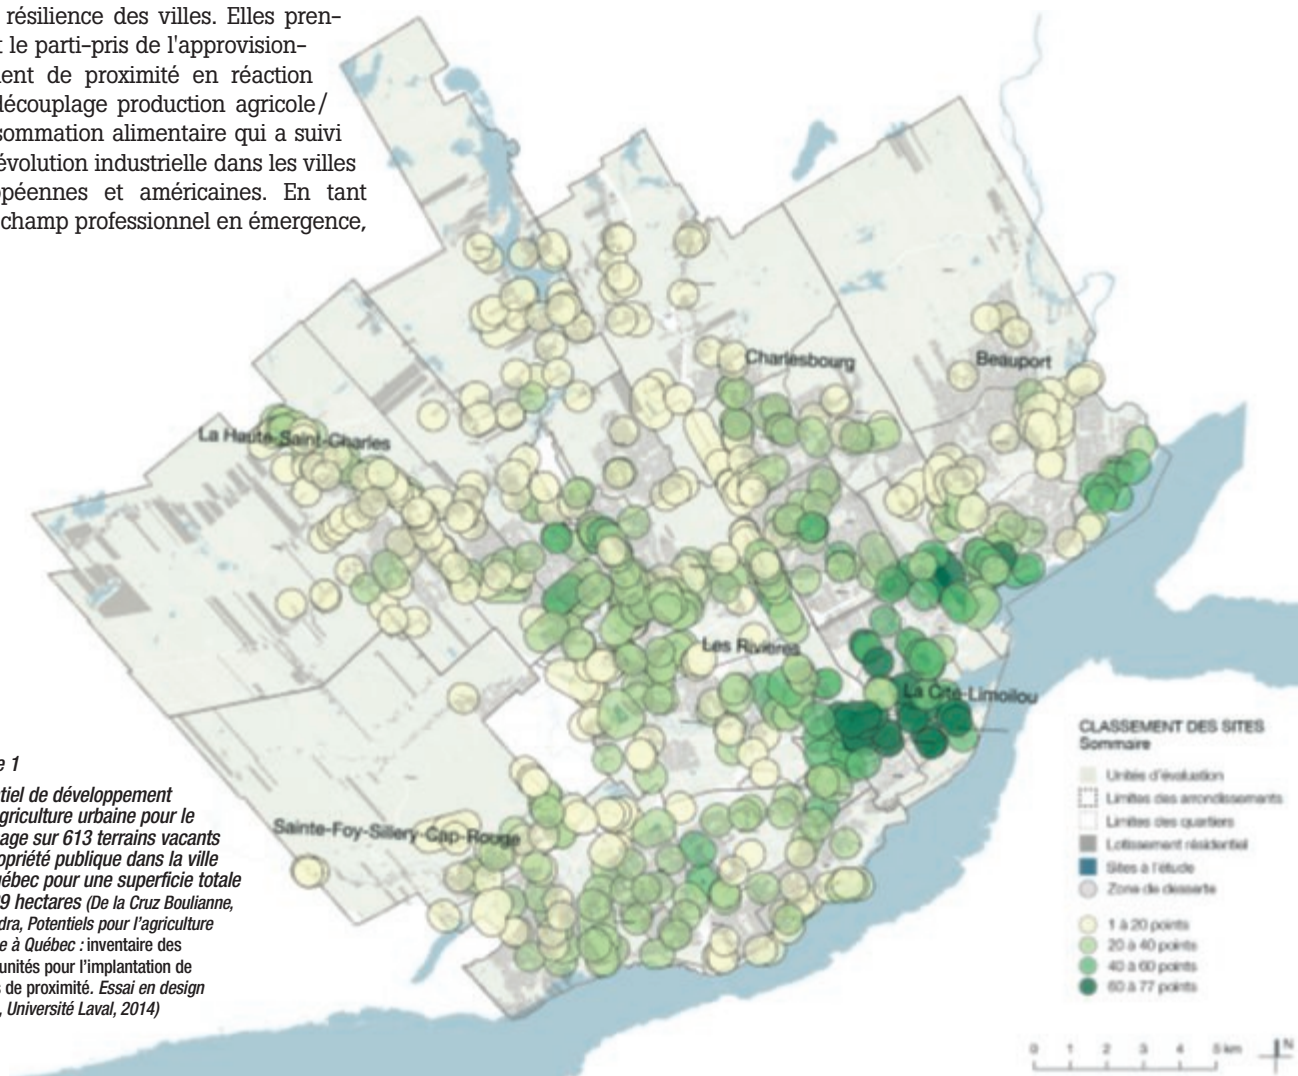 résilience des villes. Elles pren-
le parti-pris de l'approvision-
ent de proximité en réaction
découplage production agricole/
sommation alimentaire qui a suivi
évolution industrielle dans les villes
opéennes et américaines. En tant
champ professionnel en émergence,
Charlesbourg
Beauport
La Haute-Saint-Charles
Les Rivières
La Cité-Limoilou
Sainte-Foy-Sillery-Cap-Rouge
e 1
tiel de développement
griculture urbaine pour le
age sur 613 terrains vacants
opriété publique dans la ville
uébec pour une superficie totale
9 hectares (De la Cruz Boulianne,
dra, Potentiels pour l'agriculture
e à Québec : inventaire des
unités pour l'implantation de
s de proximité. Essai en design
, Université Laval, 2014)
CLASSEMENT DES SITES
Sommaire
Unités d'évaluation
Limites des arrondissements
Limites des quartiers
Lotissement résidentiel
Sites à l'étude
Zone de desserte
1 à 20 points
20 à 40 points
40 à 60 points
60 à 77 points
0 1 2 3 4 5 km
N